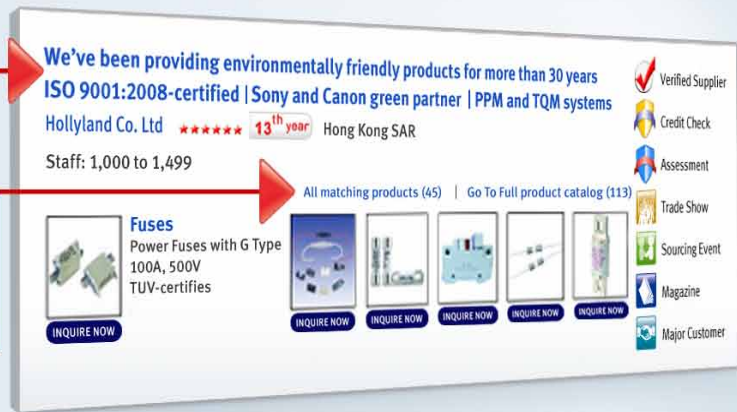 We've been providing environmentally friendly products for more than 30 years
ISO 9001:2008-certified | Sony and Canon green partner | PPM and TQM systems
Hollyland Co. Ltd 13th year Hong Kong SAR
Staff: 1,000 to 1,499
All matching products (45) | Go To Full product catalog (113)
Fuses
Power Fuses with G Type
100A, 500V
TUV-certifies
INQUIRE NOW
INQUIRE NOW
INQUIRE NOW
INQUIRE NOW
INQUIRE NOW
INQUIRE NOW
Verified Supplier
Credit Check
Assessment
Trade Show
Sourcing Event
Magazine
Major Customer